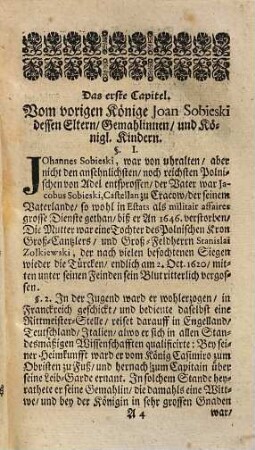 Das erste Capitel.
Vom vorigen Könige Joan Sobieski
dessen Eltern/ Gemahlinnen/ und Kö-
nigl. Kindern.
§. I.
JOhannes Sobieski, war von uhralten/ aber
nicht den ansehnlichsten/ noch reichsten Polni-
schen von Adel entsprossen/ der Vater war Ja-
cobus Sobieski, Castellan zu Cracow/ der seinem
Vaterlande/ so wohl in Estats als militair affairen
grosse Dienste gethan/ biß er An 1646. verstorben/
Die Mutter war eine Tochter des Polnischen Kron
Groß-Cantzlers/ und Groß-Feldherrn Stanislai
Zolkiewski, der nach vielen befochtenen Siegen
wieder die Türcken/ endlich am 2ten Oct. 1620/ mit-
ten unter seinen Feinden sein Blut ritterlich vergos-
sen.
§. 2. In der Jugend ward er wohlerzogen/ in
Franckreich geschickt/ und bediente daselbst eine
Rittmeister-Stelle/ reiset darauff in Engelland/
Teutschland/ Italien/ alwo er sich in allen Stan-
desmäßigen Wissenschafften qualificirte: Bey sei-
ner Heimkunfft ward er vom König Casimiro zum
Obristen zu Fuß/ und hernach zum Capitain über
seine Leib-Garde ernant. In solchem Stande hey-
rathete er seine Gemahlin/ die damahls eine Witt-
we/ und bey der Königin in sehr grossen Gnaden
A 4 war/